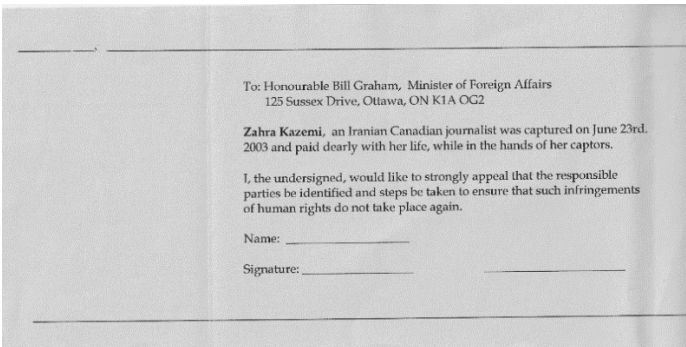 To: Honourable Bill Graham, Minister of Foreign Affairs
125 Sussex Drive, Ottawa, ON K1A OG2
Zahra Kazemi, an Iranian Canadian journalist was captured on June 23rd.
2003 and paid dearly with her life, while in the hands of her captors.
I, the undersigned, would like to strongly appeal that the responsible
parties be identified and steps be taken to ensure that such infringements
of human rights do not take place again.
Name:
Signature: